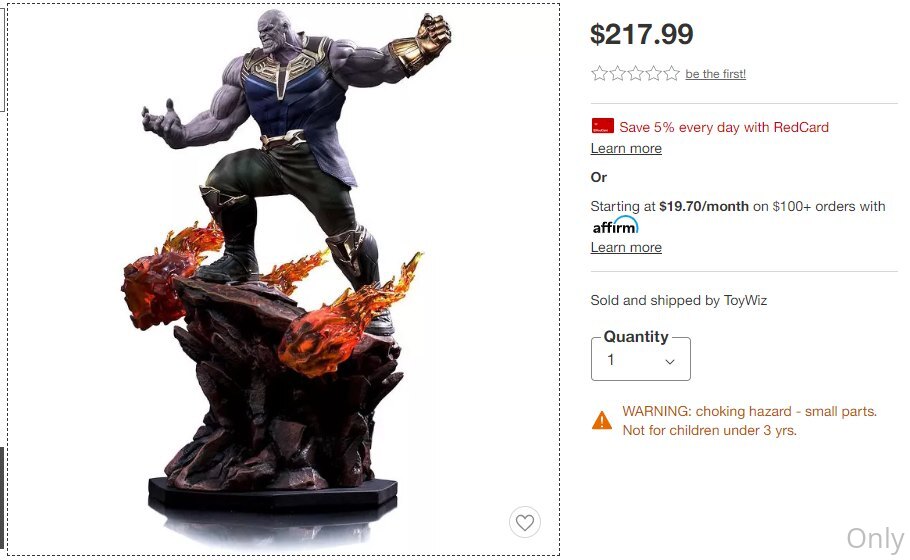 $217.99
be the first!
Save 5% every day with RedCard
Learn more
Or
Starting at $19.70/month on $100+ orders with
affirm
Learn more
Sold and shipped by ToyWiz
Quantity
1
WARNING: choking hazard - small parts.
Not for children under 3 yrs.
Only